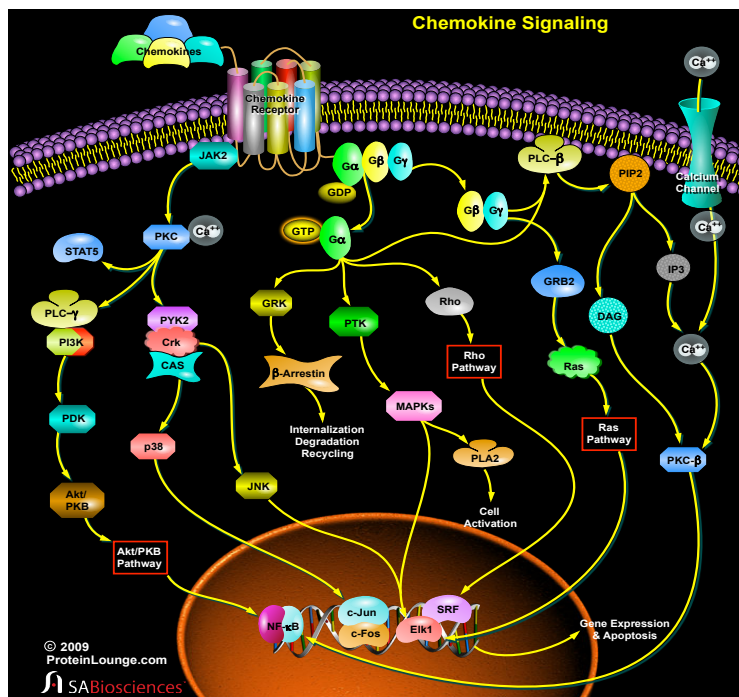 Chemokine Signaling
Chemokines
Ca++
Chemokine
Receptor
JAK2
Gα
Gβ
Gγ
GDP
PLC-β
PIP2
Calcium
Channel
GTP
Gα
Gβ
Gγ
PKC
Ca++
Ca++
STAT5
IP3
GRB2
GRK
Rho
PLC-γ
PYK2
PTK
DAG
PI3K
Crk
CAS
Ca++
Rho
Pathway
Ras
β-Arrestin
MAPKs
PDK
Internalization
Degradation
Recycling
Ras
Pathway
p38
PLA2
PKC-β
JNK
Akt/
PKB
Cell
Activation
Akt/PKB
Pathway
c-Jun
SRF
NF-κB
c-Fos
Elk1
Gene Expression
& Apoptosis
© 2009
ProteinLounge.com
SABiosciences